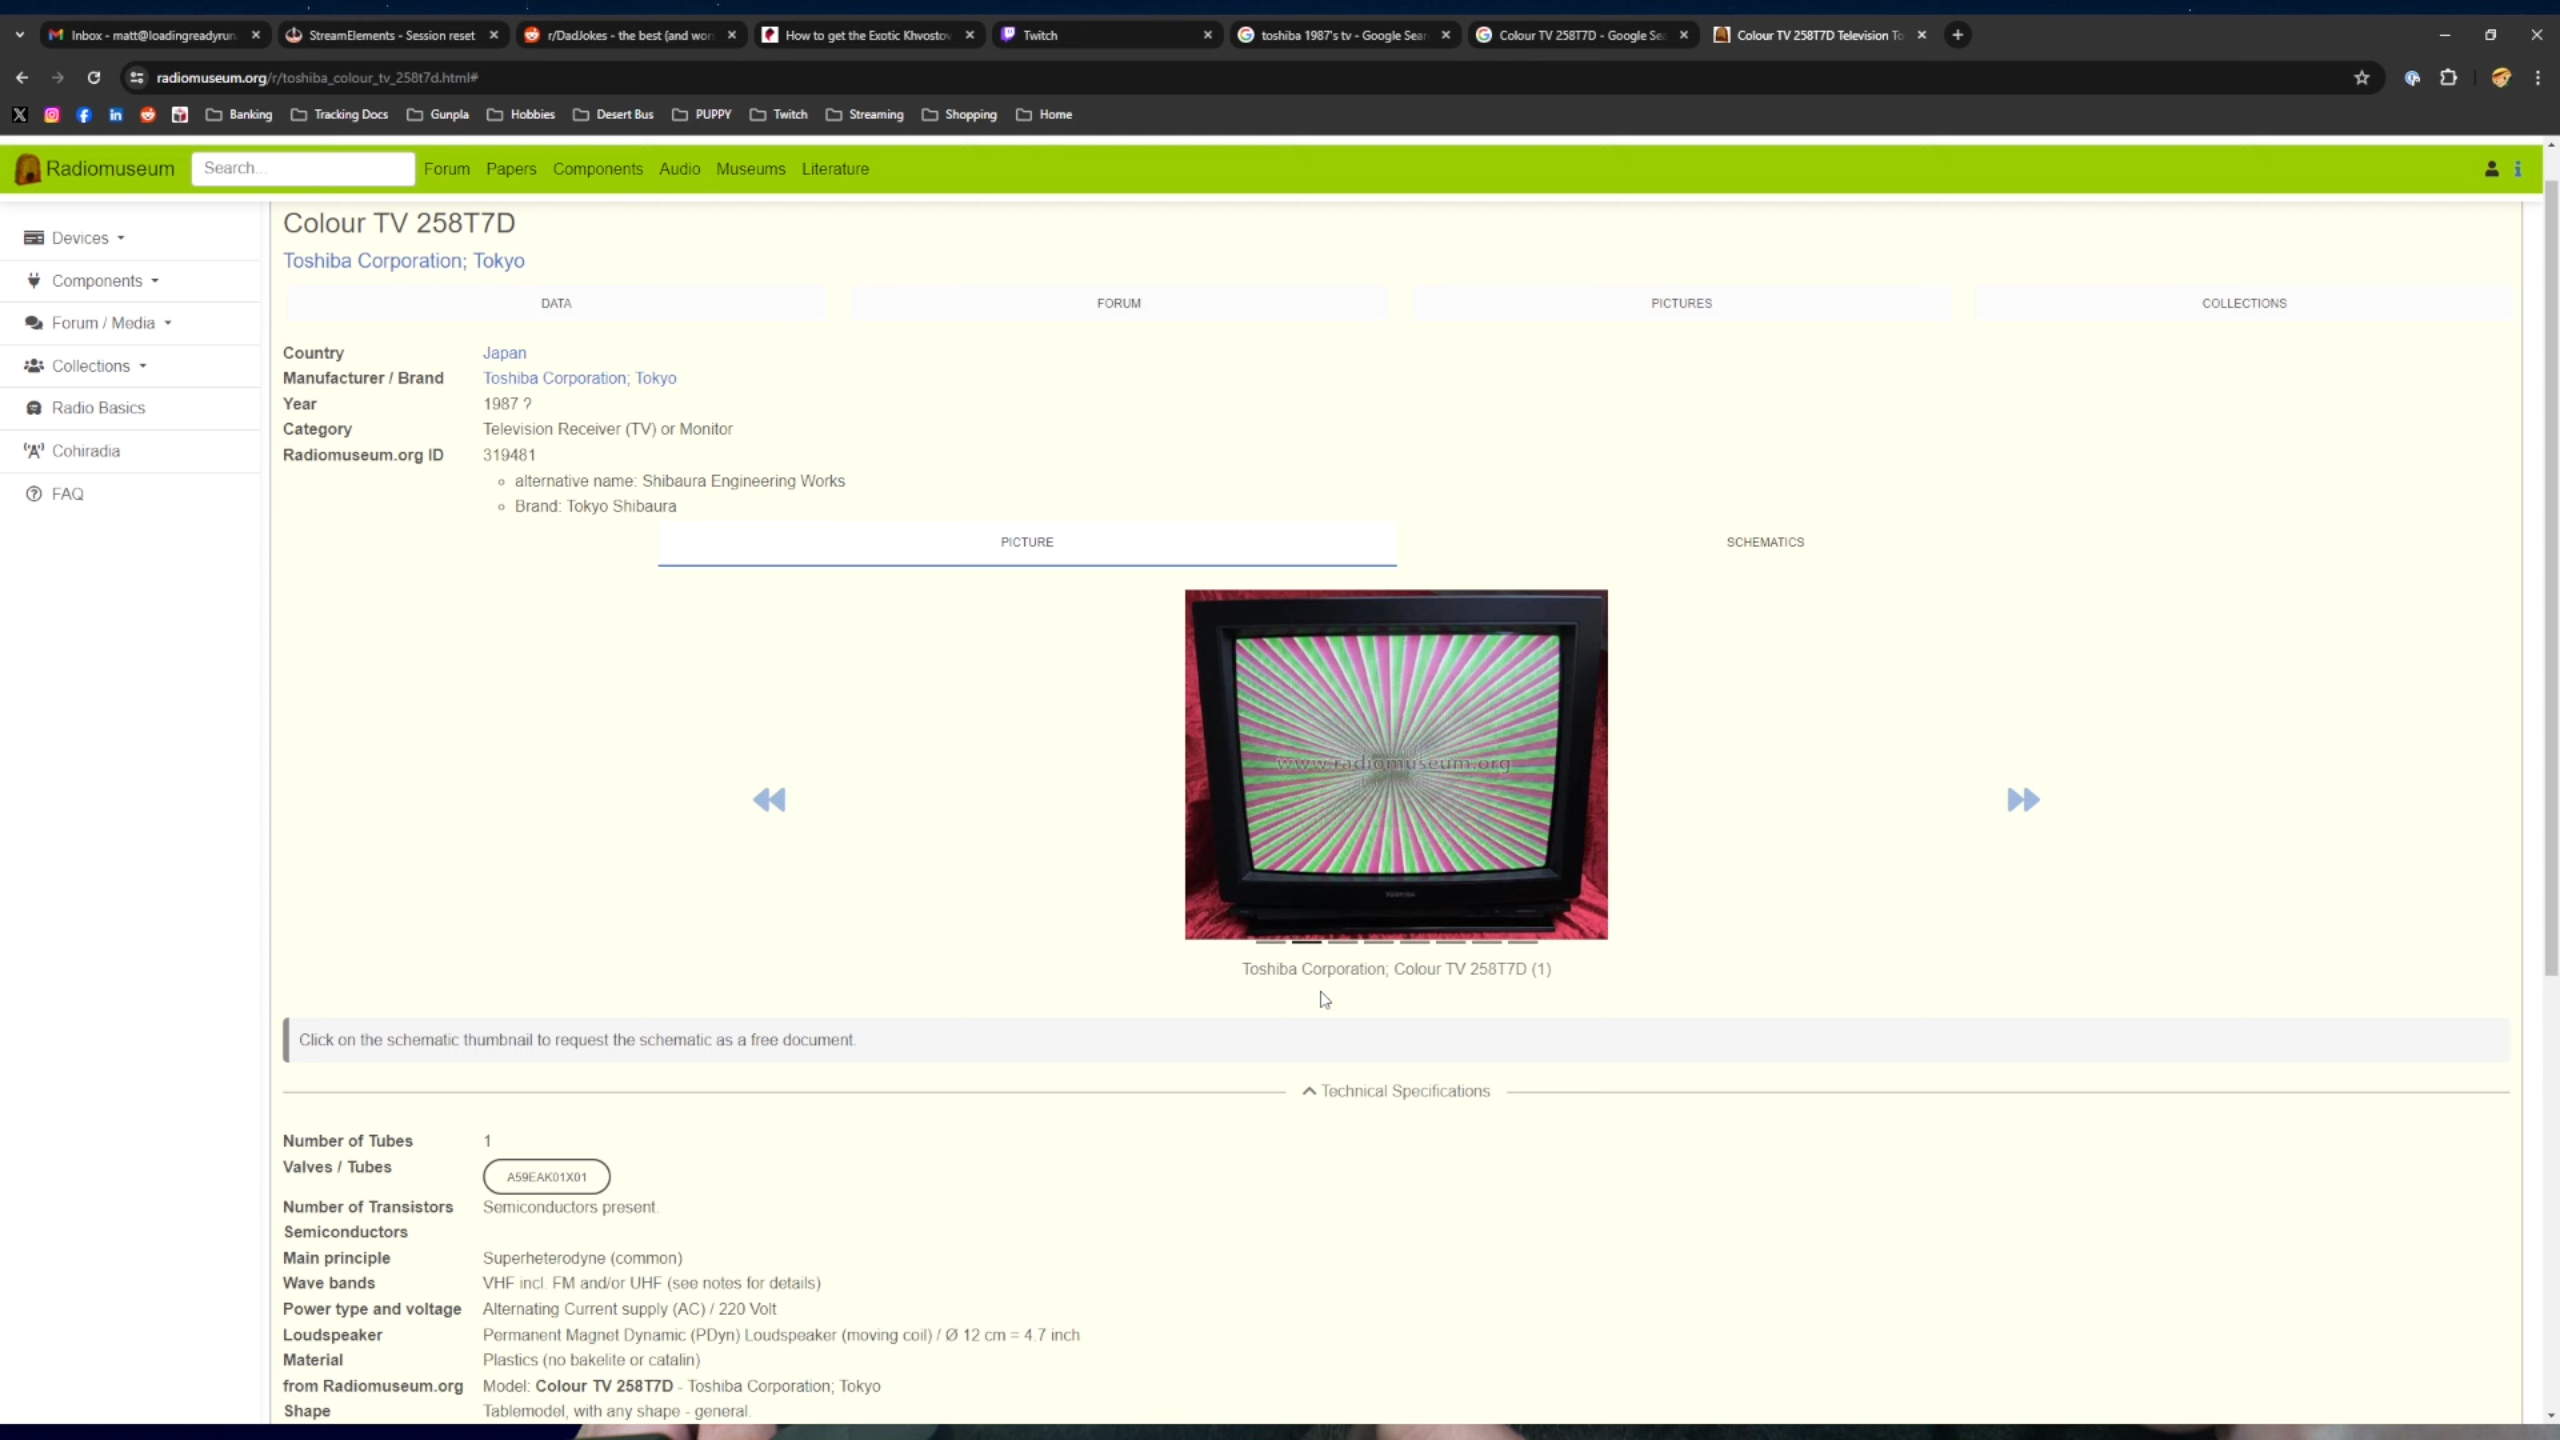 Inbox - matt@loadingreadyrun.
StreamElements - Session reset
r/DadJokes - the best (and wor
How to get the Exotic Khvostov
Twitch
toshiba 1987's tv - Google Sear
Colour TV 258T7D - Google Se
Colour TV 258T7D Television To
radiomuseum.org/r/toshiba_colour_tv_258t7d.html#
Banking Tracking Docs Gunpla Hobbies Desert Bus PUPPY Twitch Streaming Shopping Home
Radiomuseum Search... Forum Papers Components Audio Museums Literature
Devices
Components
Forum / Media
Collections
Radio Basics
Cohiradia
FAQ
Colour TV 258T7D
Toshiba Corporation; Tokyo
DATA FORUM PICTURES COLLECTIONS
Country Japan
Manufacturer / Brand Toshiba Corporation; Tokyo
Year 1987 ?
Category Television Receiver (TV) or Monitor
Radiomuseum.org ID 319481
alternative name: Shibaura Engineering Works
Brand: Tokyo Shibaura
PICTURE SCHEMATICS
www.radiomuseum.org
TOSHIBA
Toshiba Corporation; Colour TV 258T7D (1)
Click on the schematic thumbnail to request the schematic as a free document.
Technical Specifications
Number of Tubes 1
Valves / Tubes A59EAK01X01
Number of Transistors Semiconductors present.
Semiconductors
Main principle Superheterodyne (common)
Wave bands VHF incl. FM and/or UHF (see notes for details)
Power type and voltage Alternating Current supply (AC) / 220 Volt
Loudspeaker Permanent Magnet Dynamic (PDyn) Loudspeaker (moving coil) / Ø 12 cm = 4.7 inch
Material Plastics (no bakelite or catalin)
from Radiomuseum.org Model: Colour TV 258T7D - Toshiba Corporation; Tokyo
Shape Tablemodel, with any shape - general.